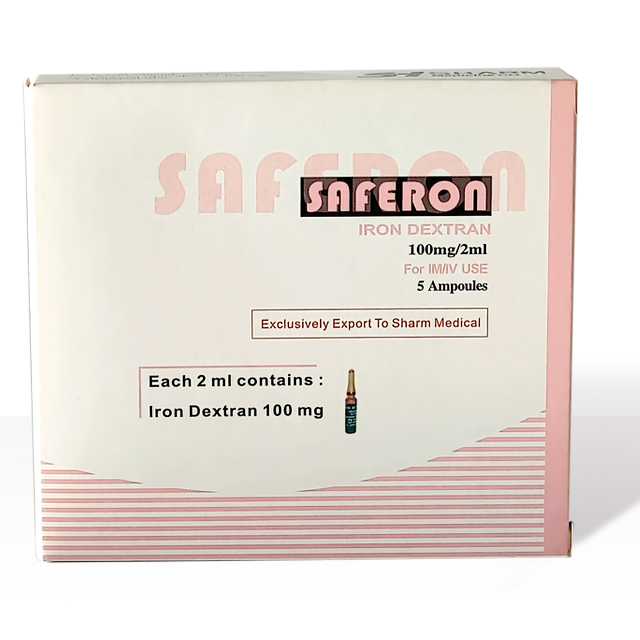 SAFERON
SAFERON
IRON DEXTRAN
100mg/2ml
For IM/IV USE
5 Ampoules
Exclusively Export To Sharm Medical
Each 2 ml contains :
Iron Dextran 100 mg